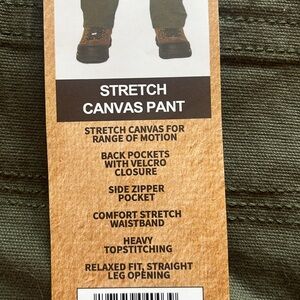 STRETCH
CANVAS PANT
STRETCH CANVAS FOR
RANGE OF MOTION
BACK POCKETS
WITH VELCRO
CLOSURE
SIDE ZIPPER
POCKET
COMFORT STRETCH
WAISTBAND
HEAVY
TOPSTITCHING
RELAXED FIT, STRAIGHT
LEG OPENING